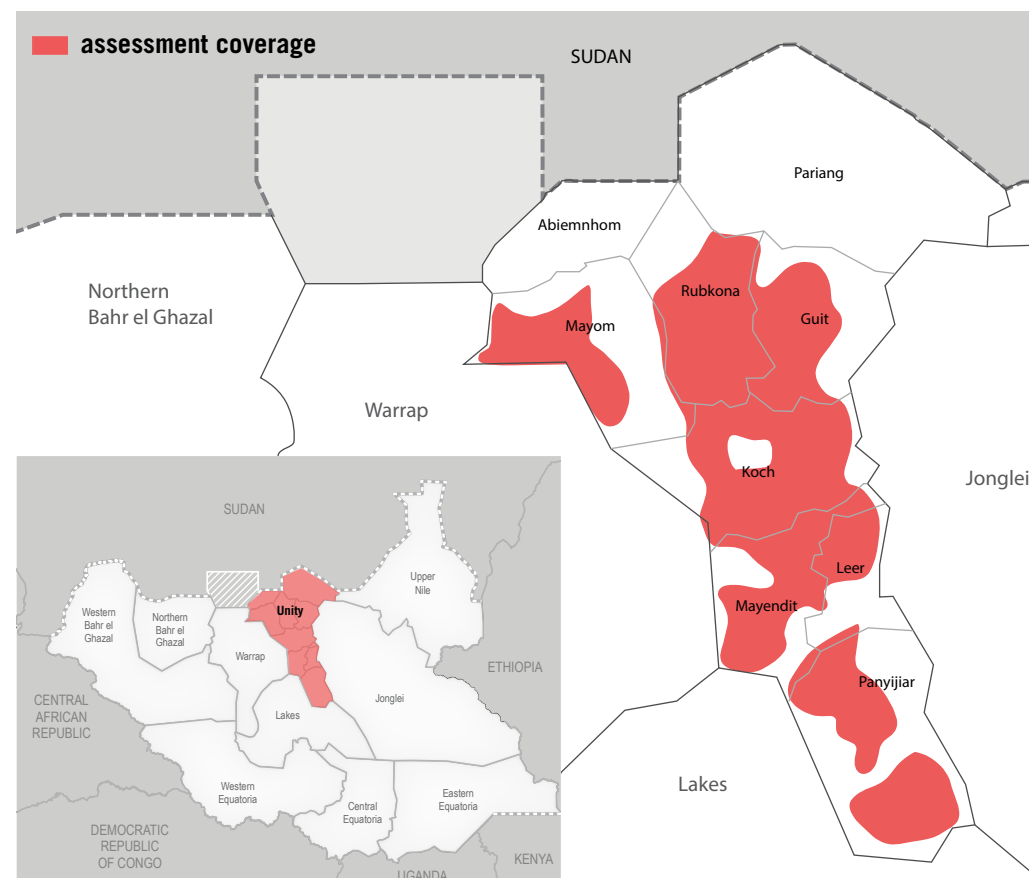 assessment coverage
SUDAN
Pariang
Abiemnhom
Northern
Bahr el Ghazal
Rubkona
Guit
Mayom
Warrap
Koch
Jonglei
Leer
Mayendit
Panyijiar
Lakes
SUDAN
Upper
Nile
Western
Bahr el
Ghazal
Northern
Bahr el
Ghazal
Unity
Warrap
ETHIOPIA
CENTRAL
AFRICAN
REPUBLIC
Jonglei
Lakes
Western
Equatoria
Central
Equatoria
Eastern
Equatoria
DEMOCRATIC
REPUBLIC
OF CONGO
KENYA
UGANDA